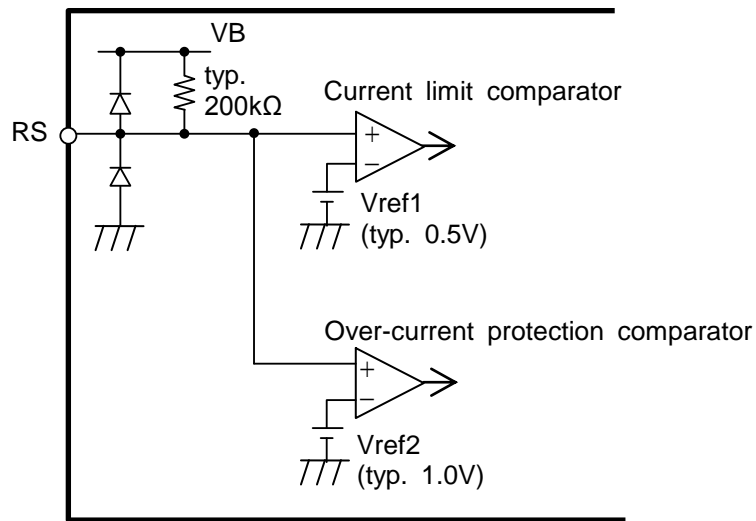 VB
typ.
200kΩ
RS
Current limit comparator
+
−
Vref1
(typ. 0.5V)
Over-current protection comparator
+
−
Vref2
(typ. 1.0V)